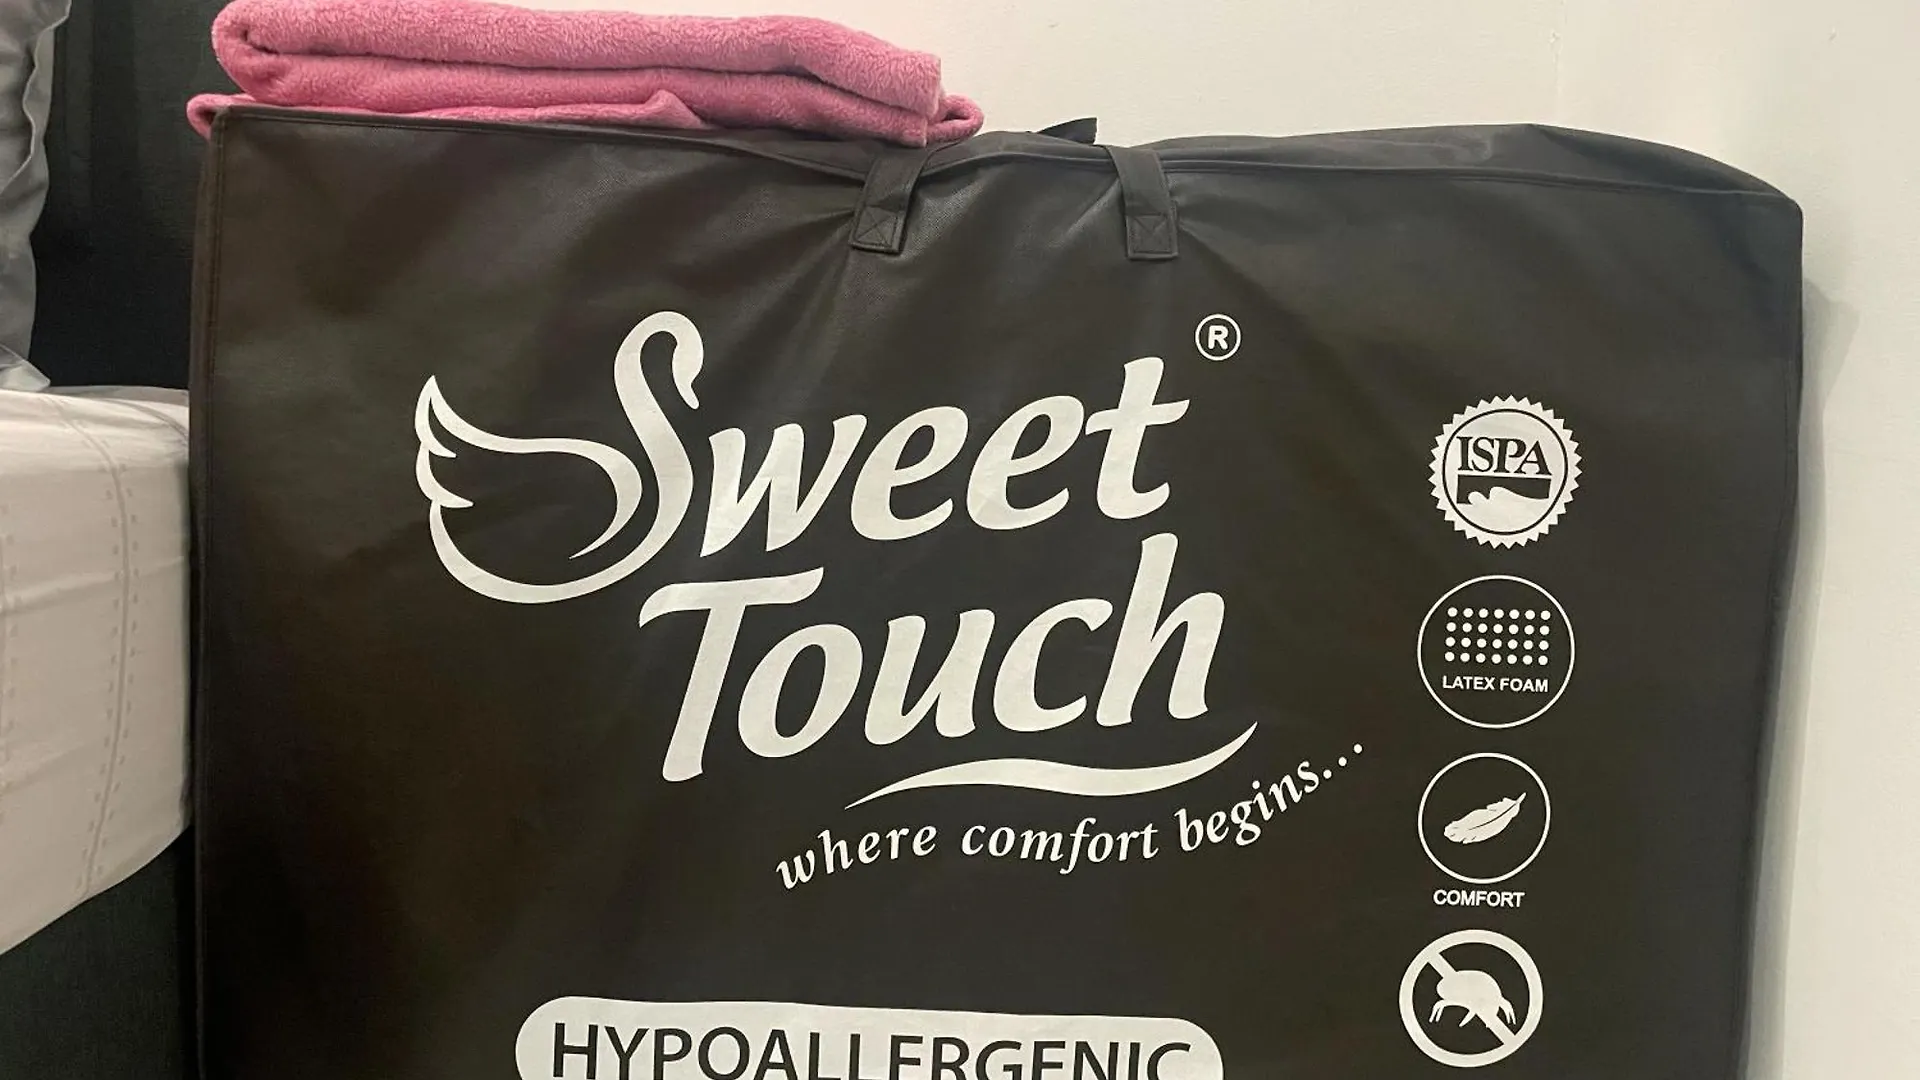 Sweet
®
Touch
where comfort begins...
ISPA
LATEX FOAM
COMFORT
HYPOALLERGENIC